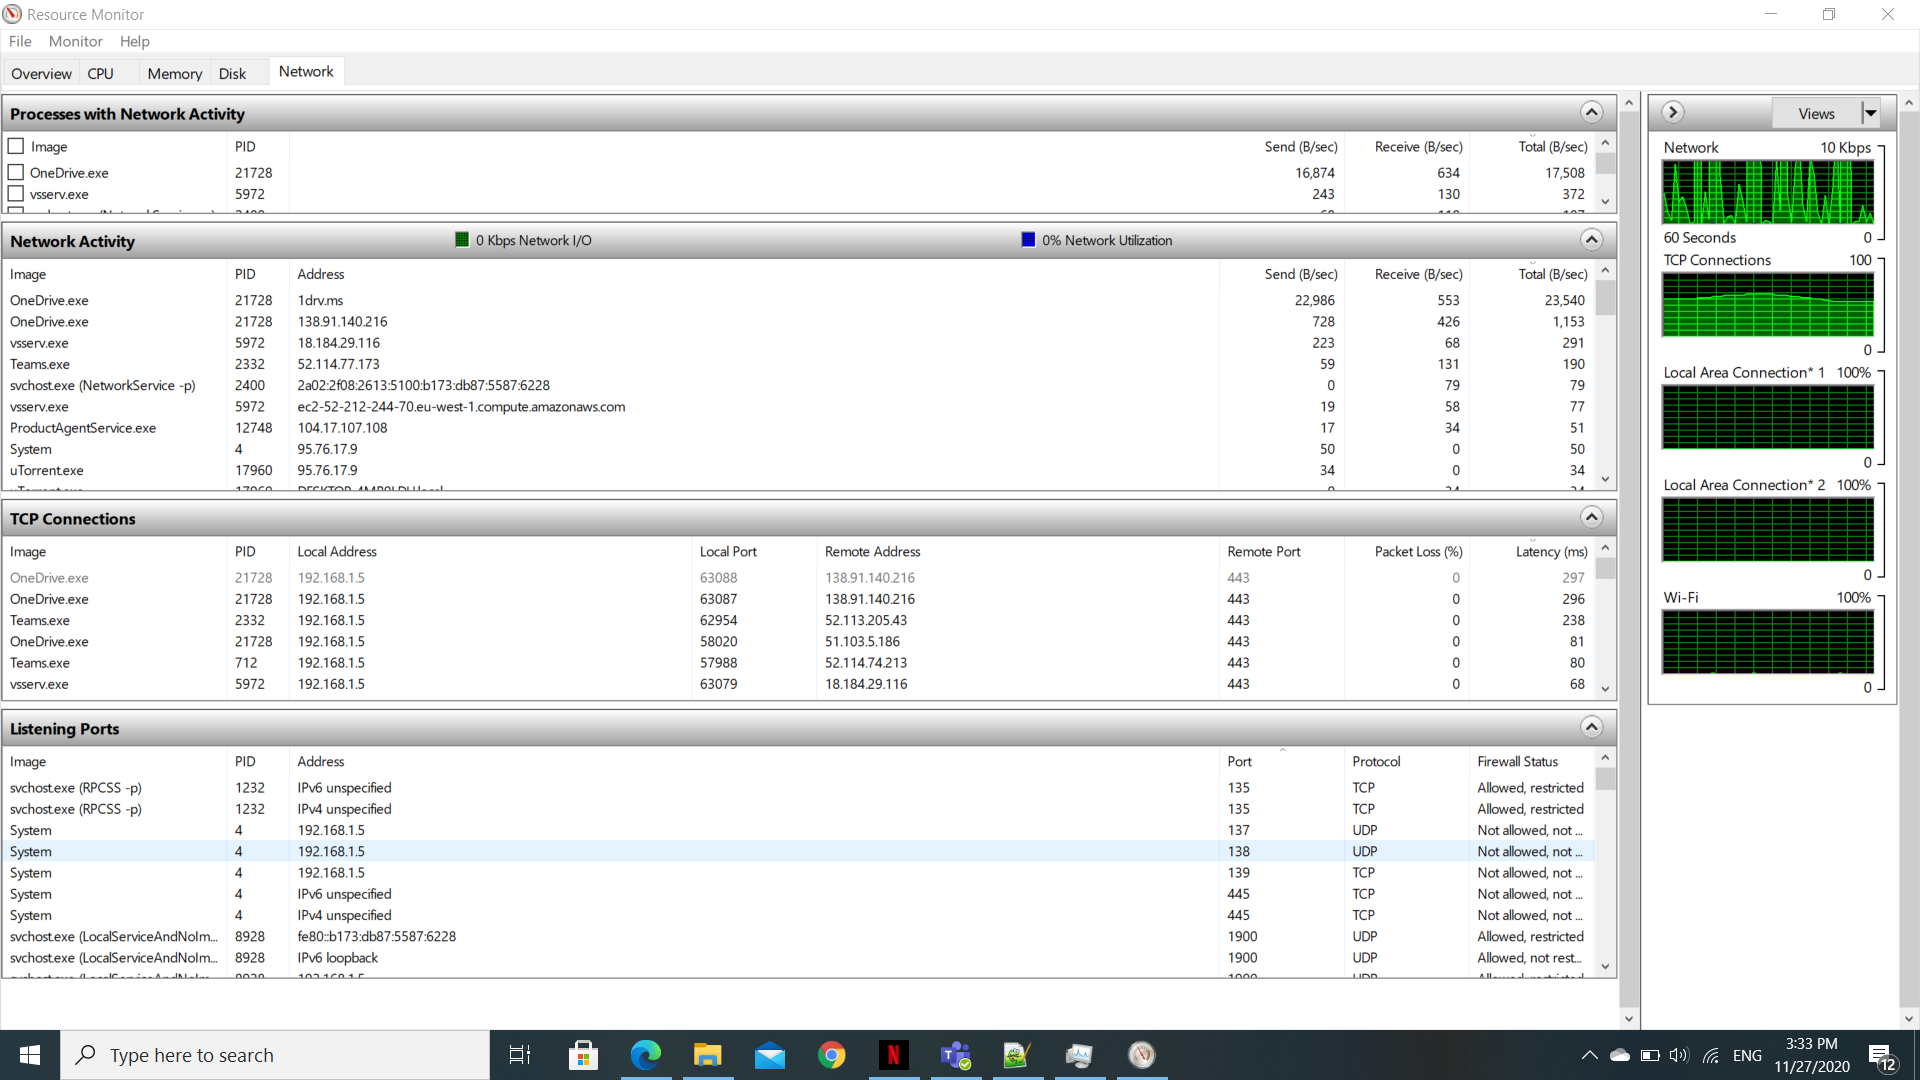 Resource Monitor
File Monitor Help
Overview CPU Memory Disk Network
Processes with Network Activity
Image PID Send (B/sec) Receive (B/sec) Total (B/sec)
OneDrive.exe 21728 16,874 634 17,508
vsserv.exe 5972 243 130 372
Network Activity 0 Kbps Network I/O 0% Network Utilization
Image PID Address Send (B/sec) Receive (B/sec) Total (B/sec)
OneDrive.exe 21728 1drv.ms 22,986 553 23,540
OneDrive.exe 21728 138.91.140.216 728 426 1,153
vsserv.exe 5972 18.184.29.116 223 68 291
Teams.exe 2332 52.114.77.173 59 131 190
svchost.exe (NetworkService -p) 2400 2a02:2f08:2613:5100:b173:db87:5587:6228 0 79 79
vsserv.exe 5972 ec2-52-212-244-70.eu-west-1.compute.amazonaws.com 19 58 77
ProductAgentService.exe 12748 104.17.107.108 17 34 51
System 4 95.76.17.9 50 0 50
uTorrent.exe 17960 95.76.17.9 34 0 34
TCP Connections
Image PID Local Address Local Port Remote Address Remote Port Packet Loss (%) Latency (ms)
OneDrive.exe 21728 192.168.1.5 63088 138.91.140.216 443 0 297
OneDrive.exe 21728 192.168.1.5 63087 138.91.140.216 443 0 296
Teams.exe 2332 192.168.1.5 62954 52.113.205.43 443 0 238
OneDrive.exe 21728 192.168.1.5 58020 51.103.5.186 443 0 81
Teams.exe 712 192.168.1.5 57988 52.114.74.213 443 0 80
vsserv.exe 5972 192.168.1.5 63079 18.184.29.116 443 0 68
Listening Ports
Image PID Address Port Protocol Firewall Status
svchost.exe (RPCSS -p) 1232 IPv6 unspecified 135 TCP Allowed, restricted
svchost.exe (RPCSS -p) 1232 IPv4 unspecified 135 TCP Allowed, restricted
System 4 192.168.1.5 137 UDP Not allowed, not ...
System 4 192.168.1.5 138 UDP Not allowed, not ...
System 4 192.168.1.5 139 TCP Not allowed, not ...
System 4 IPv6 unspecified 445 TCP Not allowed, not ...
System 4 IPv4 unspecified 445 TCP Not allowed, not ...
svchost.exe (LocalServiceAndNoIm... 8928 fe80::b173:db87:5587:6228 1900 UDP Allowed, restricted
svchost.exe (LocalServiceAndNoIm... 8928 IPv6 loopback 1900 UDP Allowed, not rest...
Views
Network 10 Kbps
60 Seconds 0
TCP Connections 100
0
Local Area Connection* 1 100%
0
Local Area Connection* 2 100%
0
Wi-Fi 100%
0
Type here to search
ENG
3:33 PM
11/27/2020
12